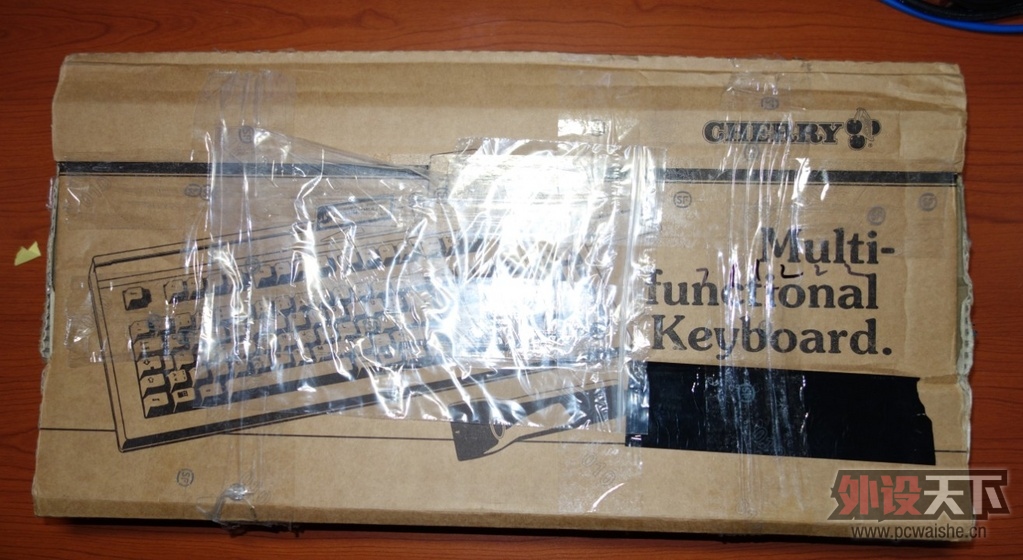 CHERRY
Multi-
functional
Keyboard.
外设天下
www.pcwaishe.cn